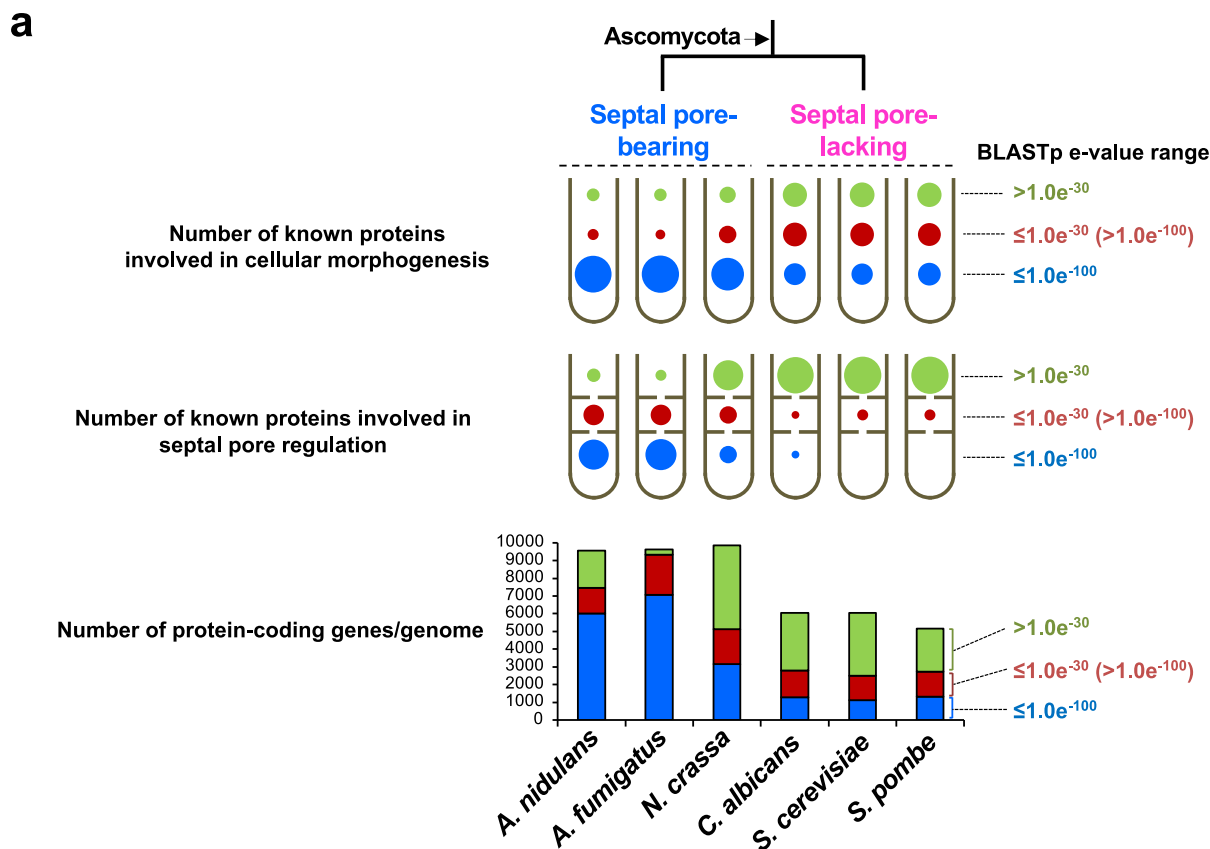 a
Ascomycota
Septal pore-
bearing
Septal pore-
lacking
BLASTp e-value range
Number of known proteins
involved in cellular morphogenesis
>1.0e-30
≤1.0e-30 (>1.0e-100)
≤1.0e-100
Number of known proteins involved in
septal pore regulation
>1.0e-30
≤1.0e-30 (>1.0e-100)
≤1.0e-100
Number of protein-coding genes/genome
10000
9000
8000
7000
6000
5000
4000
3000
2000
1000
0
>1.0e-30
≤1.0e-30 (>1.0e-100)
≤1.0e-100
A. nidulans
A. fumigatus
N. crassa
C. albicans
S. cerevisiae
S. pombe